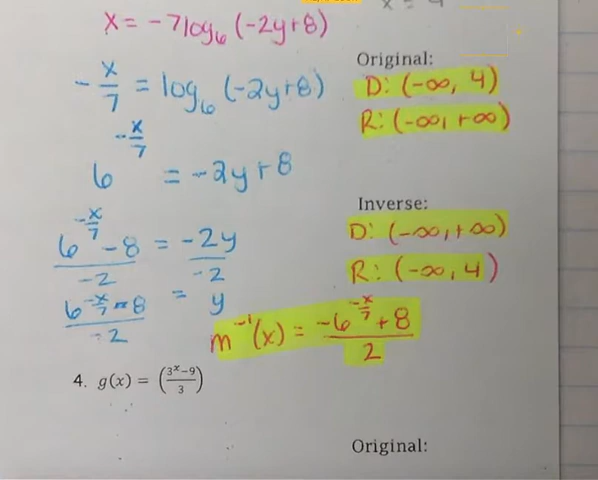 x = -7log₆(-2y+8)
-x/7 = log₆(-2y+8)
6^(-x/7) = -2y+8
(6^(-x/7) - 8)/-2 = -2y/-2
(6^(-x/7) - 8)/-2 = y
m⁻¹(x) = (-6^(-x/7) + 8)/2
Original:
D: (-∞, 4)
R: (-∞, +∞)
Inverse:
D: (-∞, +∞)
R: (-∞, 4)
4. g(x) = ((3^x-9)/3)
Original: